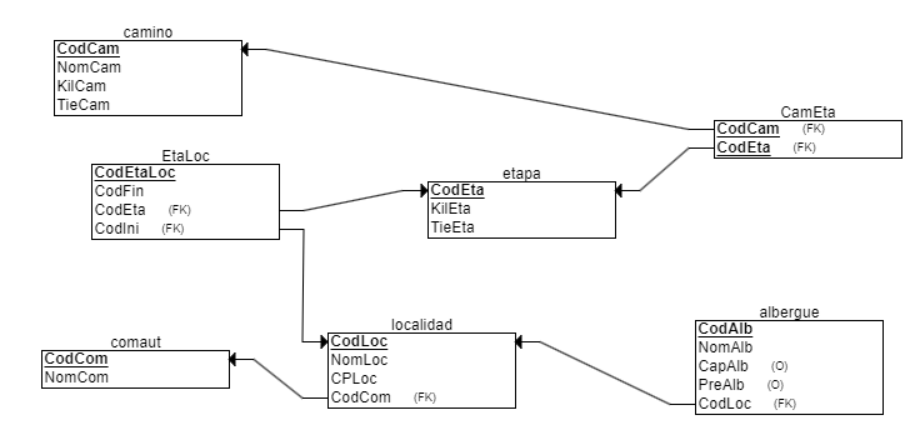 camino
CodCam
NomCam
KilCam
TieCam
CamEta
CodCam (FK)
CodEta (FK)
EtaLoc
CodEtaLoc
CodFin
CodEta (FK)
CodIni (FK)
etapa
CodEta
KilEta
TieEta
comaut
CodCom
NomCom
localidad
CodLoc
NomLoc
CPLoc
CodCom (FK)
albergue
CodAlb
NomAlb
CapAlb (O)
PreAlb (O)
CodLoc (FK)